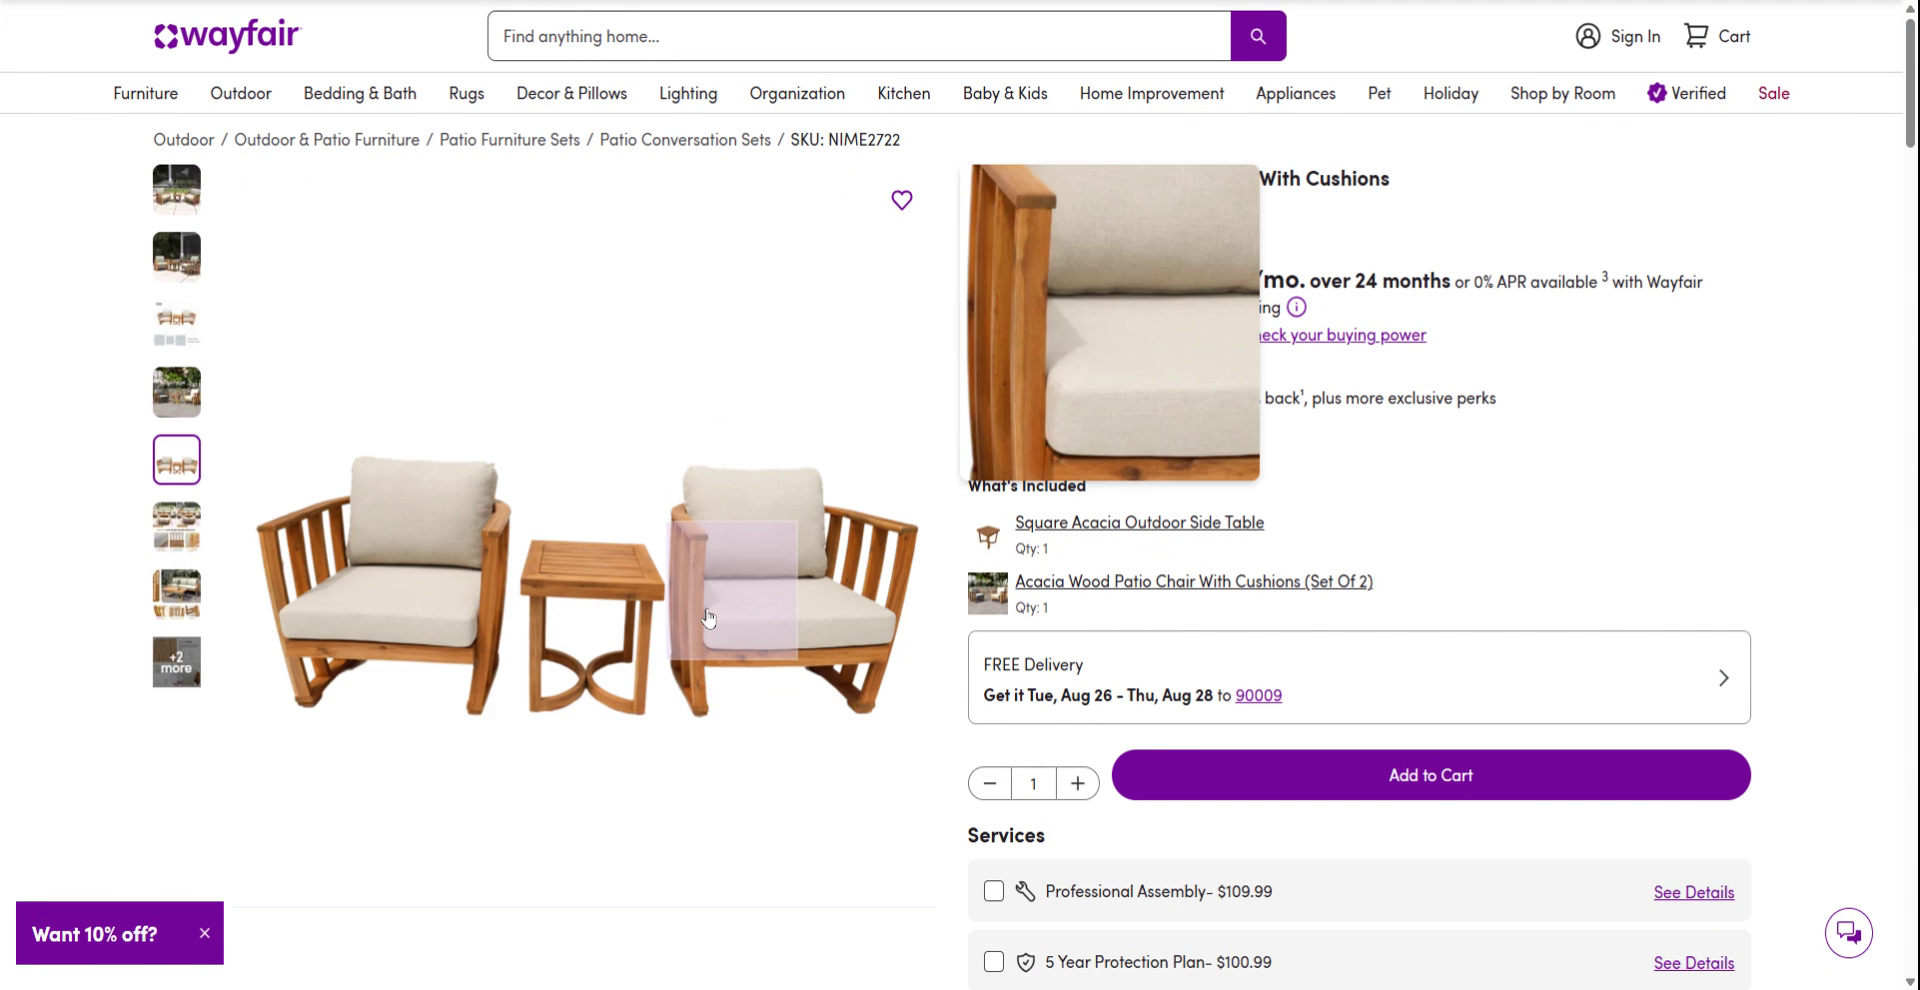 wayfair
Find anything home...
Sign In
Cart
Furniture
Outdoor
Bedding & Bath
Rugs
Decor & Pillows
Lighting
Organization
Kitchen
Baby & Kids
Home Improvement
Appliances
Pet
Holiday
Shop by Room
Verified
Sale
Outdoor / Outdoor & Patio Furniture / Patio Furniture Sets / Patio Conversation Sets / SKU: NIME2722
With Cushions
/mo. over 24 months or 0% APR available 3 with Wayfair
ing
eck your buying power
back¹, plus more exclusive perks
What's Included
Square Acacia Outdoor Side Table
Qty: 1
Acacia Wood Patio Chair With Cushions (Set Of 2)
Qty: 1
FREE Delivery
Get it Tue, Aug 26 - Thu, Aug 28 to 90009
1
Add to Cart
Services
Professional Assembly- $109.99
See Details
5 Year Protection Plan- $100.99
See Details
+2
more
Want 10% off?